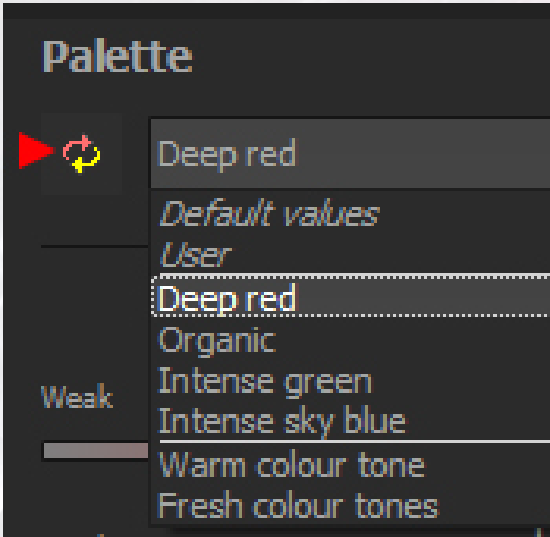 Palette
Deep red
Default values
User
Deep red
Organic
Weak
Intense green
Intense sky blue
Warm colour tone
Fresh colour tones